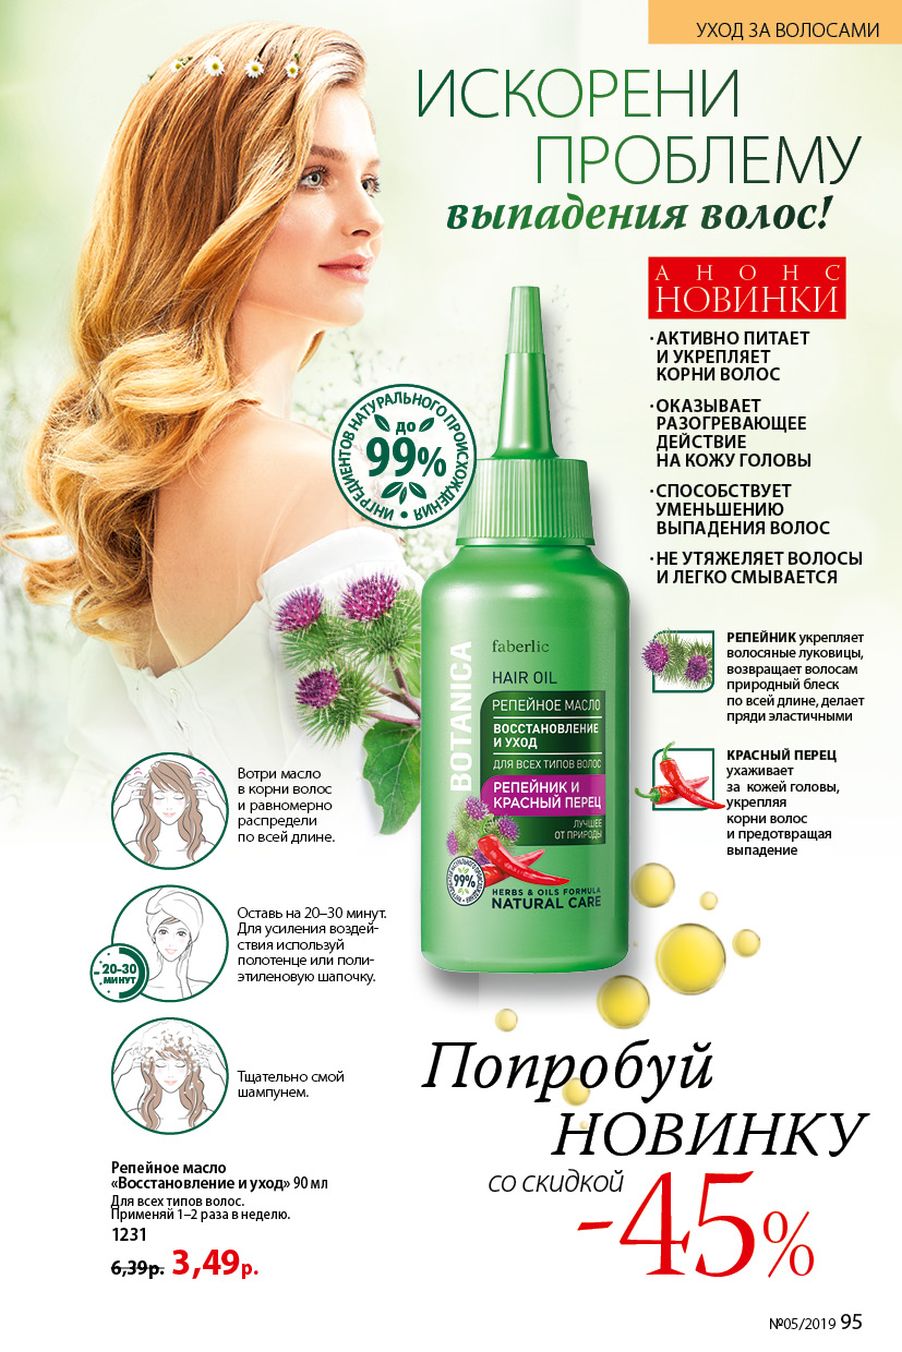 УХОД ЗА ВОЛОСАМИ
ИСКОРЕНИ
ПРОБЛЕМУ
выпадения волос!
АНОНС
НОВИНКИ
· АКТИВНО ПИТАЕТ
И УКРЕПЛЯЕТ
КОРНИ ВОЛОС
· ОКАЗЫВАЕТ
РАЗОГРЕВАЮЩЕЕ
ДЕЙСТВИЕ
НА КОЖУ ГОЛОВЫ
· СПОСОБСТВУЕТ
УМЕНЬШЕНИЮ
ВЫПАДЕНИЯ ВОЛОС
· НЕ УТЯЖЕЛЯЕТ ВОЛОСЫ
И ЛЕГКО СМЫВАЕТСЯ
до
99%
ИНГРЕДИЕНТОВ НАТУРАЛЬНОГО ПРОИСХОЖДЕНИЯ
faberlic
HAIR OIL
BOTANICA
РЕПЕЙНОЕ МАСЛО
ВОССТАНОВЛЕНИЕ
И УХОД
ДЛЯ ВСЕХ ТИПОВ ВОЛОС
РЕПЕЙНИК И
КРАСНЫЙ ПЕРЕЦ
ЛУЧШЕЕ
ОТ ПРИРОДЫ
99%
HERBS & OILS FORMULA
NATURAL CARE
РЕПЕЙНИК укрепляет
волосяные луковицы,
возвращает волосам
природный блеск
по всей длине, делает
пряди эластичными
КРАСНЫЙ ПЕРЕЦ
ухаживает
за кожей головы,
укрепляя
корни волос
и предотвращая
выпадение
Вотри масло
в корни волос
и равномерно
распредели
по всей длине.
Оставь на 20–30 минут.
Для усиления воздей-
ствия используй
полотенце или поли-
этиленовую шапочку.
20-30
МИНУТ
Тщательно смой
шампунем.
Репейное масло
«Восстановление и уход» 90 мл
Для всех типов волос.
Применяй 1–2 раза в неделю.
1231
6,39р. 3,49р.
Попробуй
НОВИНКУ
со скидкой
-45%
№05/2019 95